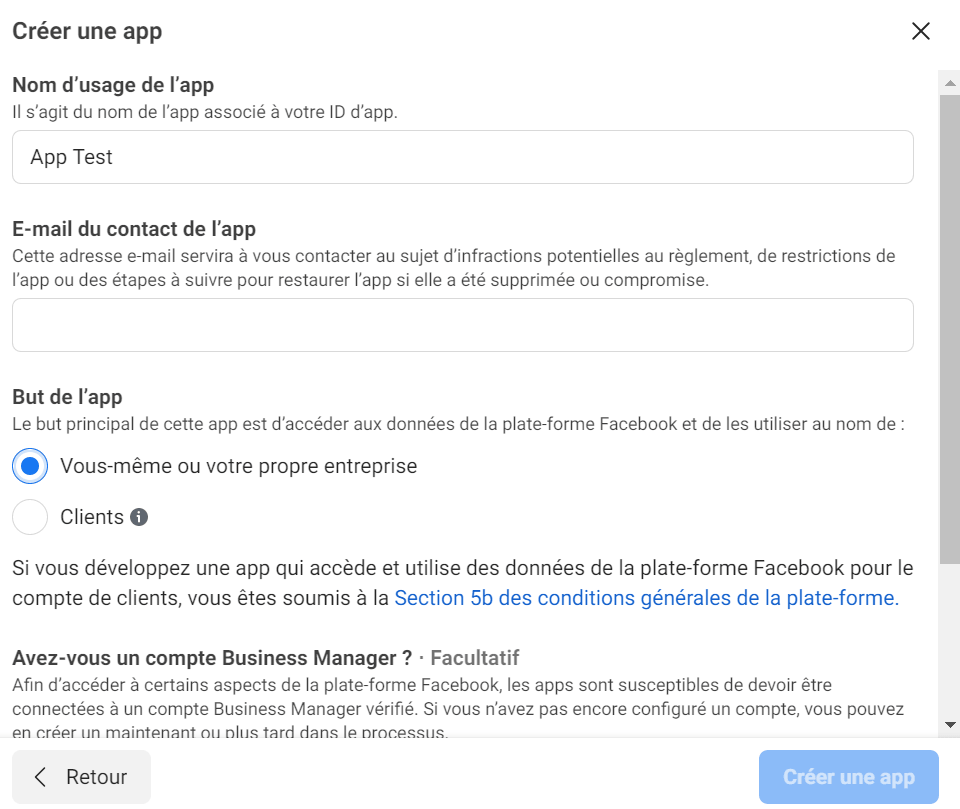 Créer une app
Nom d’usage de l’app
Il s’agit du nom de l’app associé à votre ID d’app.
App Test
E-mail du contact de l’app
Cette adresse e-mail servira à vous contacter au sujet d’infractions potentielles au règlement, de restrictions de
l’app ou des étapes à suivre pour restaurer l’app si elle a été supprimée ou compromise.
But de l’app
Le but principal de cette app est d’accéder aux données de la plate-forme Facebook et de les utiliser au nom de :
Vous-même ou votre propre entreprise
Clients
Si vous développez une app qui accède et utilise des données de la plate-forme Facebook pour le
compte de clients, vous êtes soumis à la Section 5b des conditions générales de la plate-forme.
Avez-vous un compte Business Manager ? · Facultatif
Afin d’accéder à certains aspects de la plate-forme Facebook, les apps sont susceptibles de devoir être
connectées à un compte Business Manager vérifié. Si vous n’avez pas encore configuré un compte, vous pouvez
en créer un maintenant ou plus tard dans le processus.
Retour
Créer une app